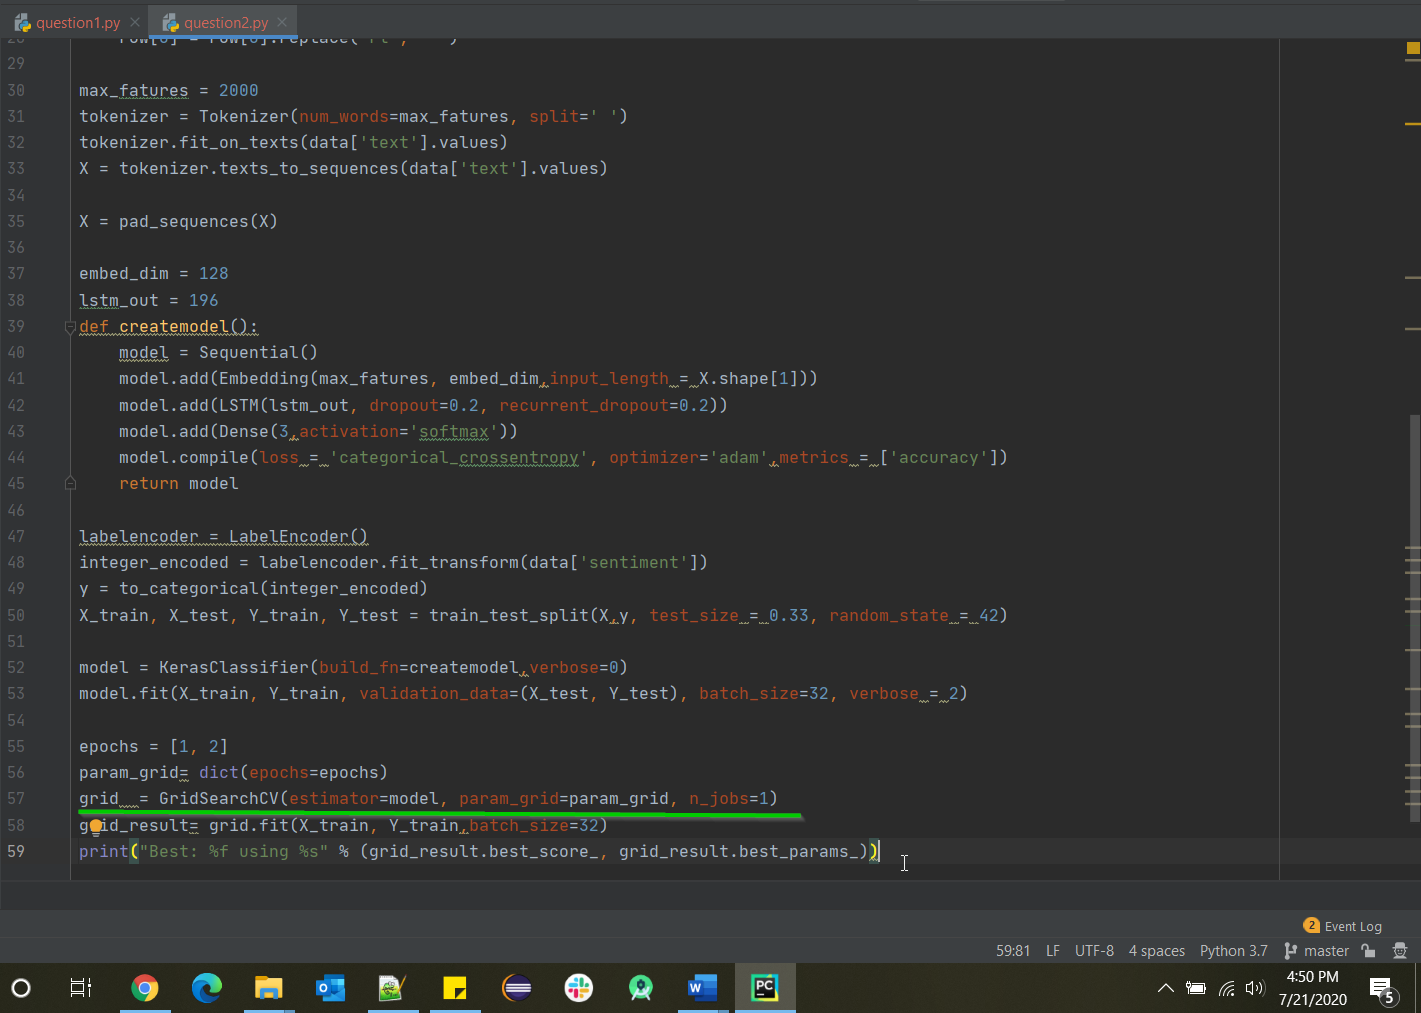 question1.py
question2.py
29
30 max_fatures = 2000
31 tokenizer = Tokenizer(num_words=max_fatures, split=' ')
32 tokenizer.fit_on_texts(data['text'].values)
33 X = tokenizer.texts_to_sequences(data['text'].values)
34
35 X = pad_sequences(X)
36
37 embed_dim = 128
38 lstm_out = 196
39 def createmodel():
40 model = Sequential()
41 model.add(Embedding(max_fatures, embed_dim,input_length = X.shape[1]))
42 model.add(LSTM(lstm_out, dropout=0.2, recurrent_dropout=0.2))
43 model.add(Dense(3,activation='softmax'))
44 model.compile(loss = 'categorical_crossentropy', optimizer='adam',metrics = ['accuracy'])
45 return model
46
47 labelencoder = LabelEncoder()
48 integer_encoded = labelencoder.fit_transform(data['sentiment'])
49 y = to_categorical(integer_encoded)
50 X_train, X_test, Y_train, Y_test = train_test_split(X,y, test_size = 0.33, random_state = 42)
51
52 model = KerasClassifier(build_fn=createmodel,verbose=0)
53 model.fit(X_train, Y_train, validation_data=(X_test, Y_test), batch_size=32, verbose = 2)
54
55 epochs = [1, 2]
56 param_grid= dict(epochs=epochs)
57 grid  = GridSearchCV(estimator=model, param_grid=param_grid, n_jobs=1)
58 grid_result= grid.fit(X_train, Y_train,batch_size=32)
59 print("Best: %f using %s" % (grid_result.best_score_, grid_result.best_params_))
2 Event Log
59:81 LF UTF-8 4 spaces Python 3.7 master
4:50 PM
7/21/2020
5
PC